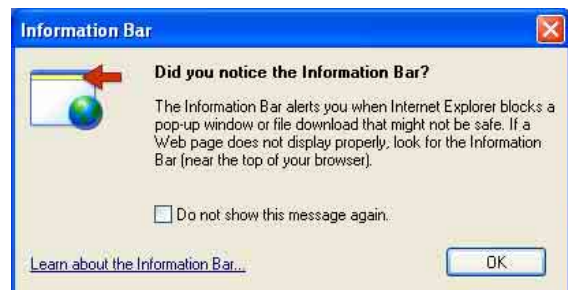 Information Bar
Did you notice the Information Bar?
The Information Bar alerts you when Internet Explorer blocks a
pop-up window or file download that might not be safe. If a
Web page does not display properly, look for the Information
Bar (near the top of your browser).
Do not show this message again.
Learn about the Information Bar...
OK